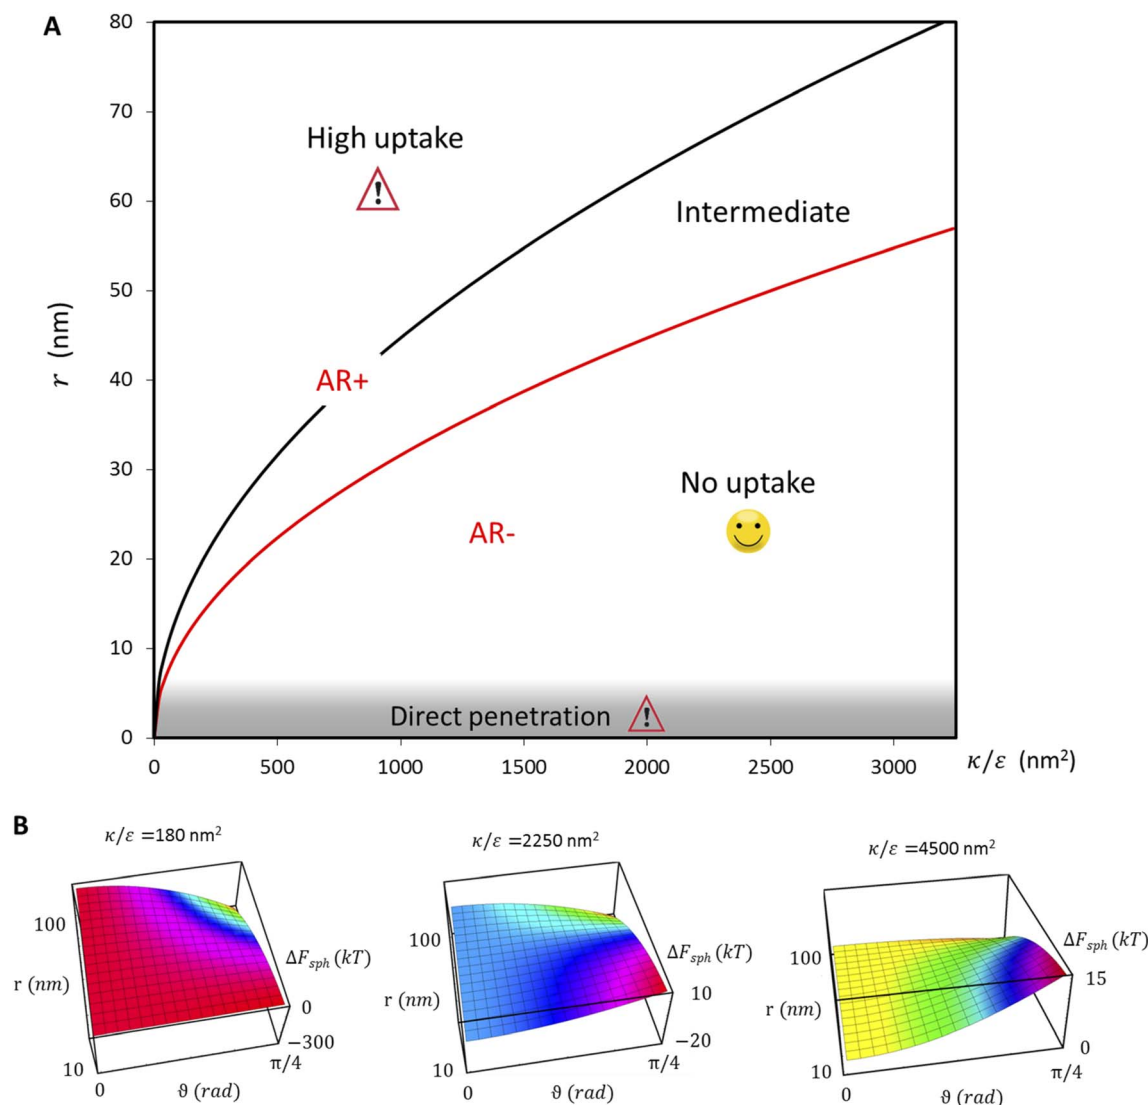 A
80
70
60
50
40
30
20
10
0
r (nm)
High uptake
!
Intermediate
AR+
No uptake
AR-
Direct penetration !
0 500 1000 1500 2000 2500 3000 κ/ε (nm²)
B
κ/ε =180 nm²
100
r (nm)
10
0
ϑ (rad)
π/4
ΔF_sph (kT)
0
−300
κ/ε =2250 nm²
100
r (nm)
10
0
ϑ (rad)
π/4
ΔF_sph (kT)
10
−20
κ/ε =4500 nm²
100
r (nm)
10
0
ϑ (rad)
π/4
ΔF_sph (kT)
15
0